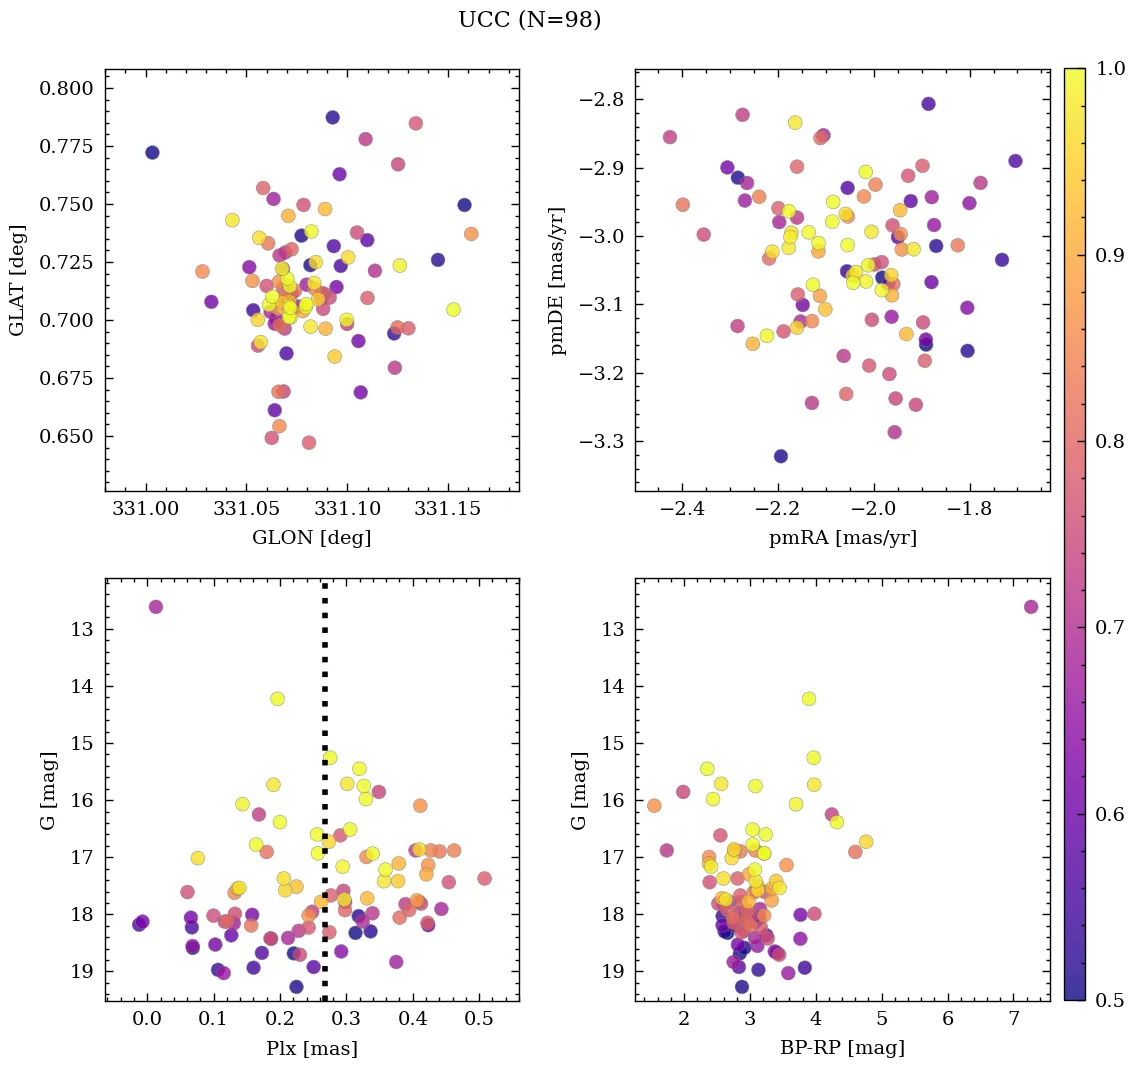 UCC (N=98)
0.800
0.775
0.750
0.725
0.700
0.675
0.650
GLAT [deg]
331.00 331.05 331.10 331.15
GLON [deg]
−2.8
−2.9
−3.0
−3.1
−3.2
−3.3
pmDE [mas/yr]
−2.4 −2.2 −2.0 −1.8
pmRA [mas/yr]
13
14
15
16
17
18
19
G [mag]
0.0 0.1 0.2 0.3 0.4 0.5
Plx [mas]
13
14
15
16
17
18
19
G [mag]
2 3 4 5 6 7
BP-RP [mag]
1.0
0.9
0.8
0.7
0.6
0.5